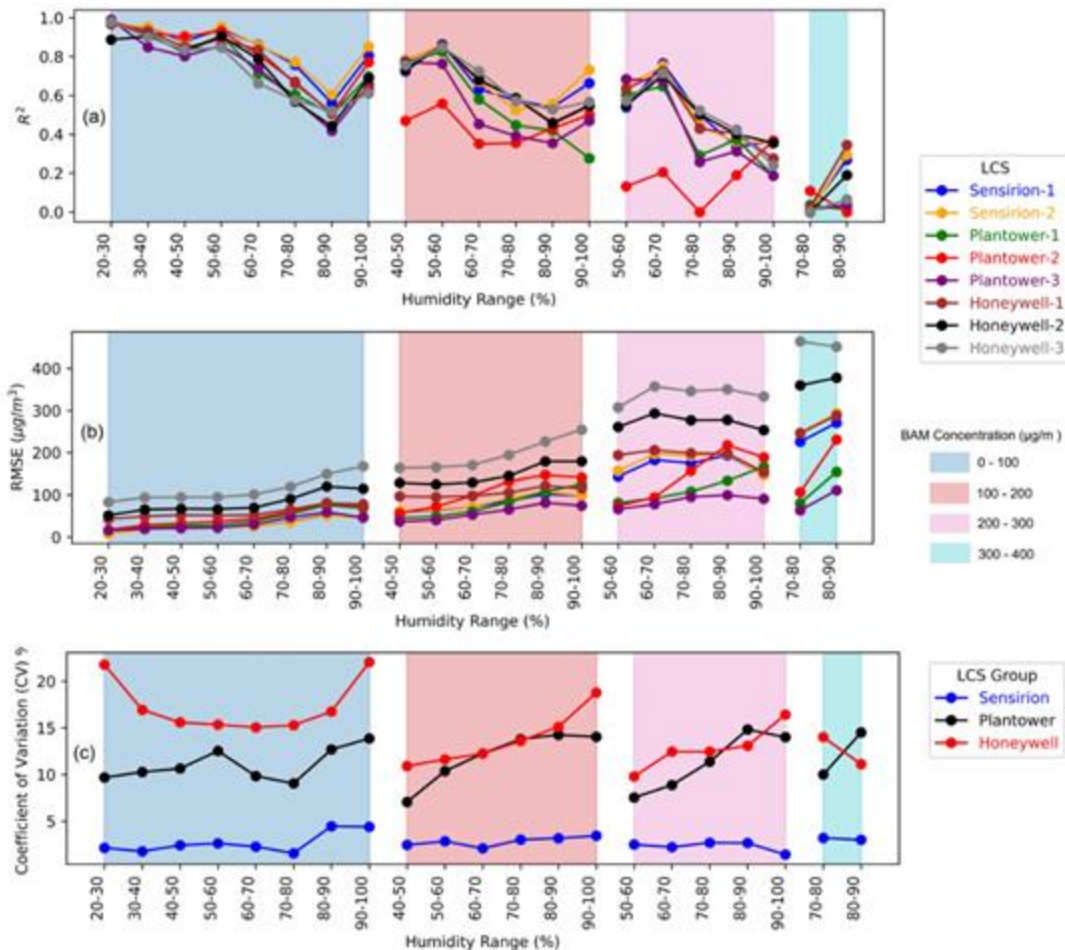 1.0
0.8
0.6
0.4
0.2
0.0
R²
(a)
20-30
30-40
40-50
50-60
60-70
70-80
80-90
90-100
40-50
50-60
60-70
70-80
80-90
90-100
50-60
60-70
70-80
80-90
90-100
70-80
80-90
Humidity Range (%)
LCS
Sensirion-1
Sensirion-2
Plantower-1
Plantower-2
Plantower-3
Honeywell-1
Honeywell-2
Honeywell-3
400
300
200
100
0
RMSE (µg/m³)
(b)
20-30
30-40
40-50
50-60
60-70
70-80
80-90
90-100
40-50
50-60
60-70
70-80
80-90
90-100
50-60
60-70
70-80
80-90
90-100
70-80
80-90
Humidity Range (%)
BAM Concentration (µg/m )
0 - 100
100 - 200
200 - 300
300 - 400
20
15
10
5
Coefficient of Variation (CV) %
(c)
20-30
30-40
40-50
50-60
60-70
70-80
80-90
90-100
40-50
50-60
60-70
70-80
80-90
90-100
50-60
60-70
70-80
80-90
90-100
70-80
80-90
Humidity Range (%)
LCS Group
Sensirion
Plantower
Honeywell